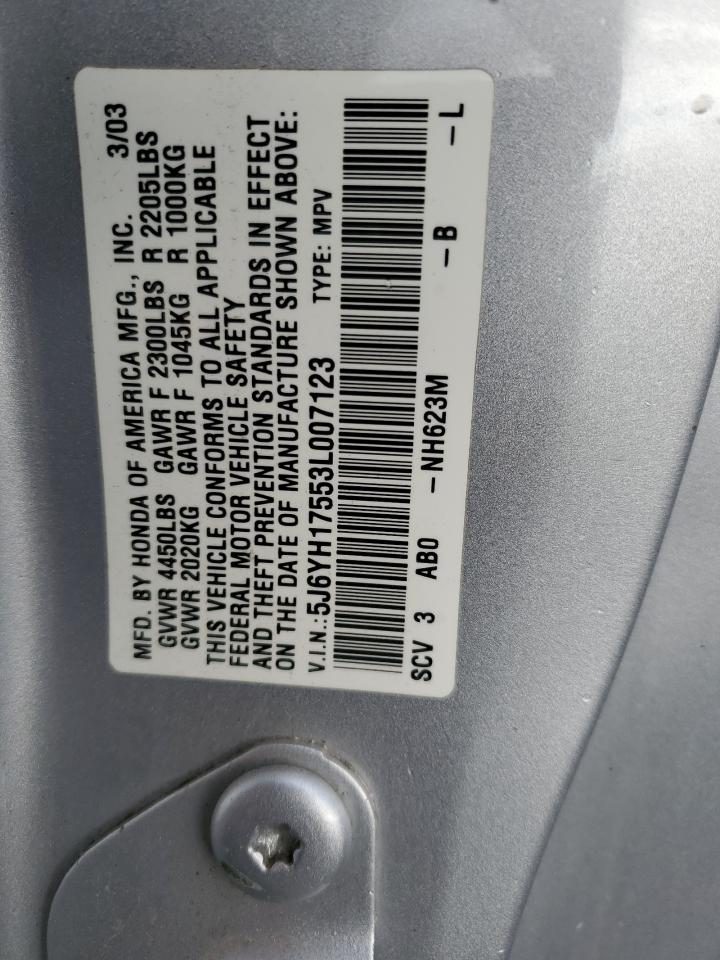 MFD. BY HONDA OF AMERICA MFG., INC. 3/03
GVWR 4450LBS GAWR F 2300LBS R 2205LBS
GVWR 2020KG GAWR F 1045KG R 1000KG
THIS VEHICLE CONFORMS TO ALL APPLICABLE
FEDERAL MOTOR VEHICLE SAFETY
AND THEFT PREVENTION STANDARDS IN EFFECT
ON THE DATE OF MANUFACTURE SHOWN ABOVE:
V.I.N.:5J6YH17553L007123 TYPE: MPV
SCV 3 AB0 -NH623M -B -L